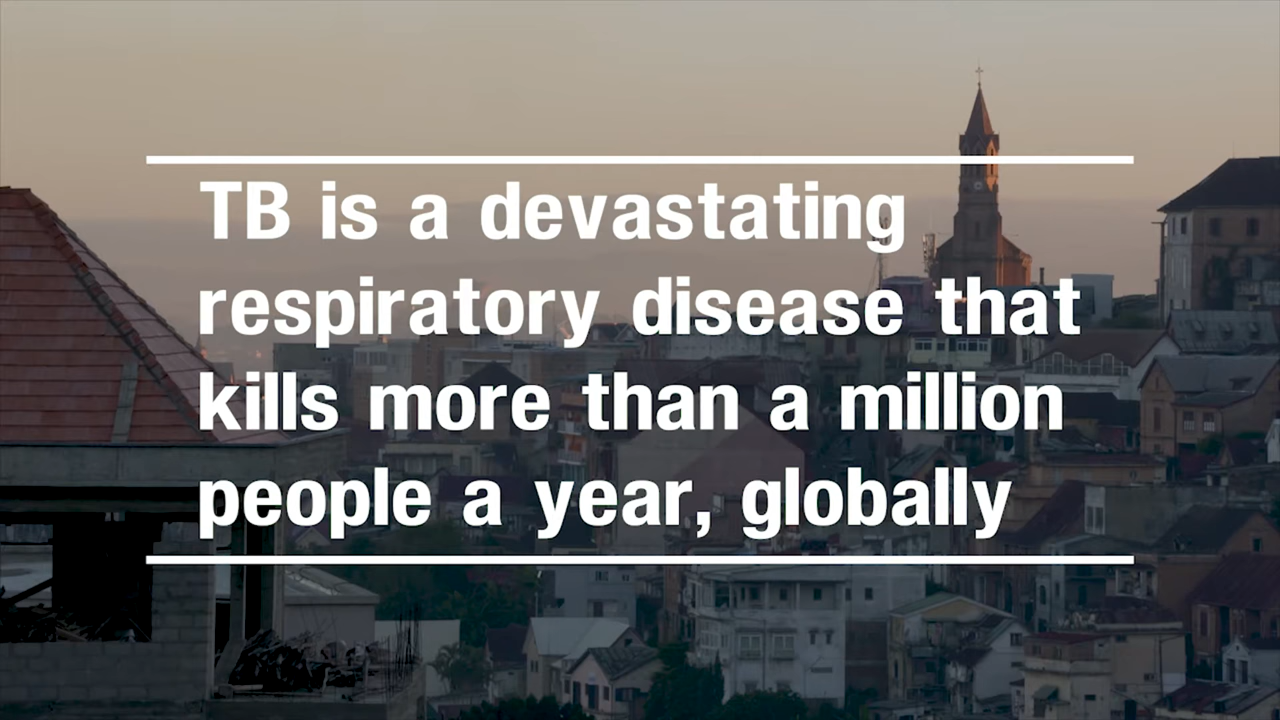 TB is a devastating
respiratory disease that
kills more than a million
people a year, globally